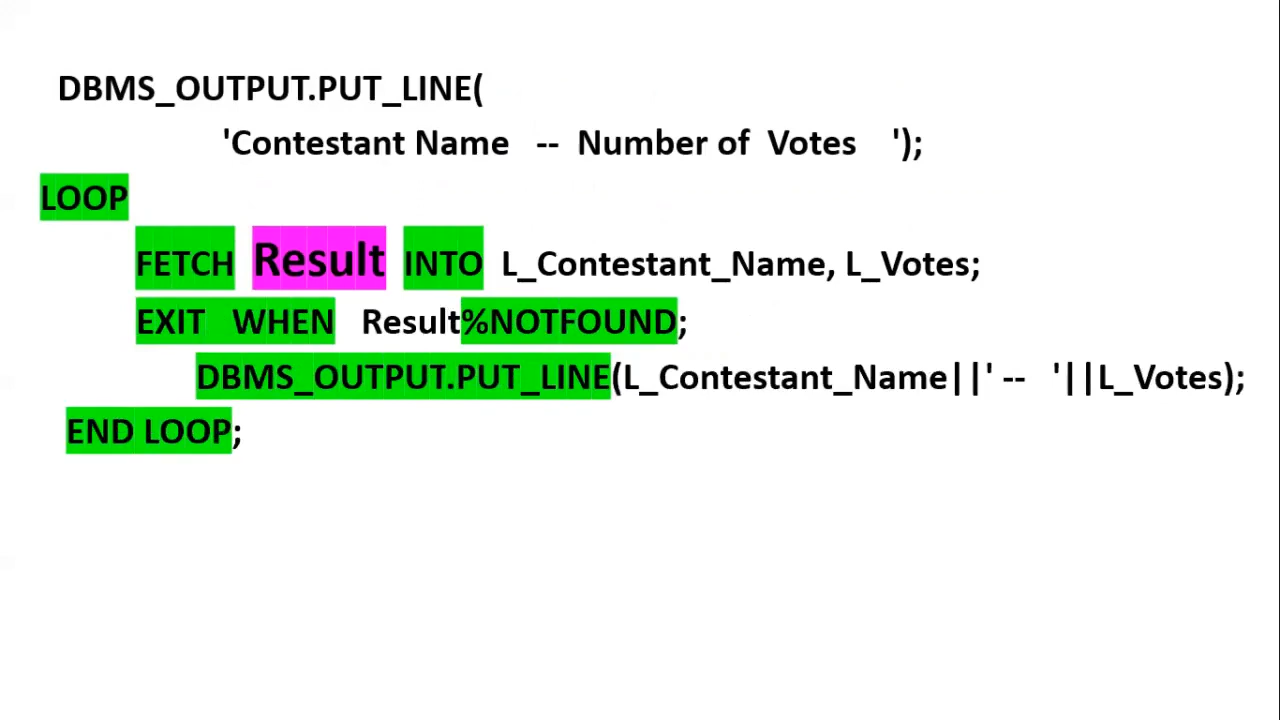 DBMS_OUTPUT.PUT_LINE(
'Contestant Name   --  Number of  Votes    ');
LOOP
FETCH  Result  INTO  L_Contestant_Name, L_Votes;
EXIT   WHEN   Result%NOTFOUND;
DBMS_OUTPUT.PUT_LINE(L_Contestant_Name||' --   '||L_Votes);
END LOOP;